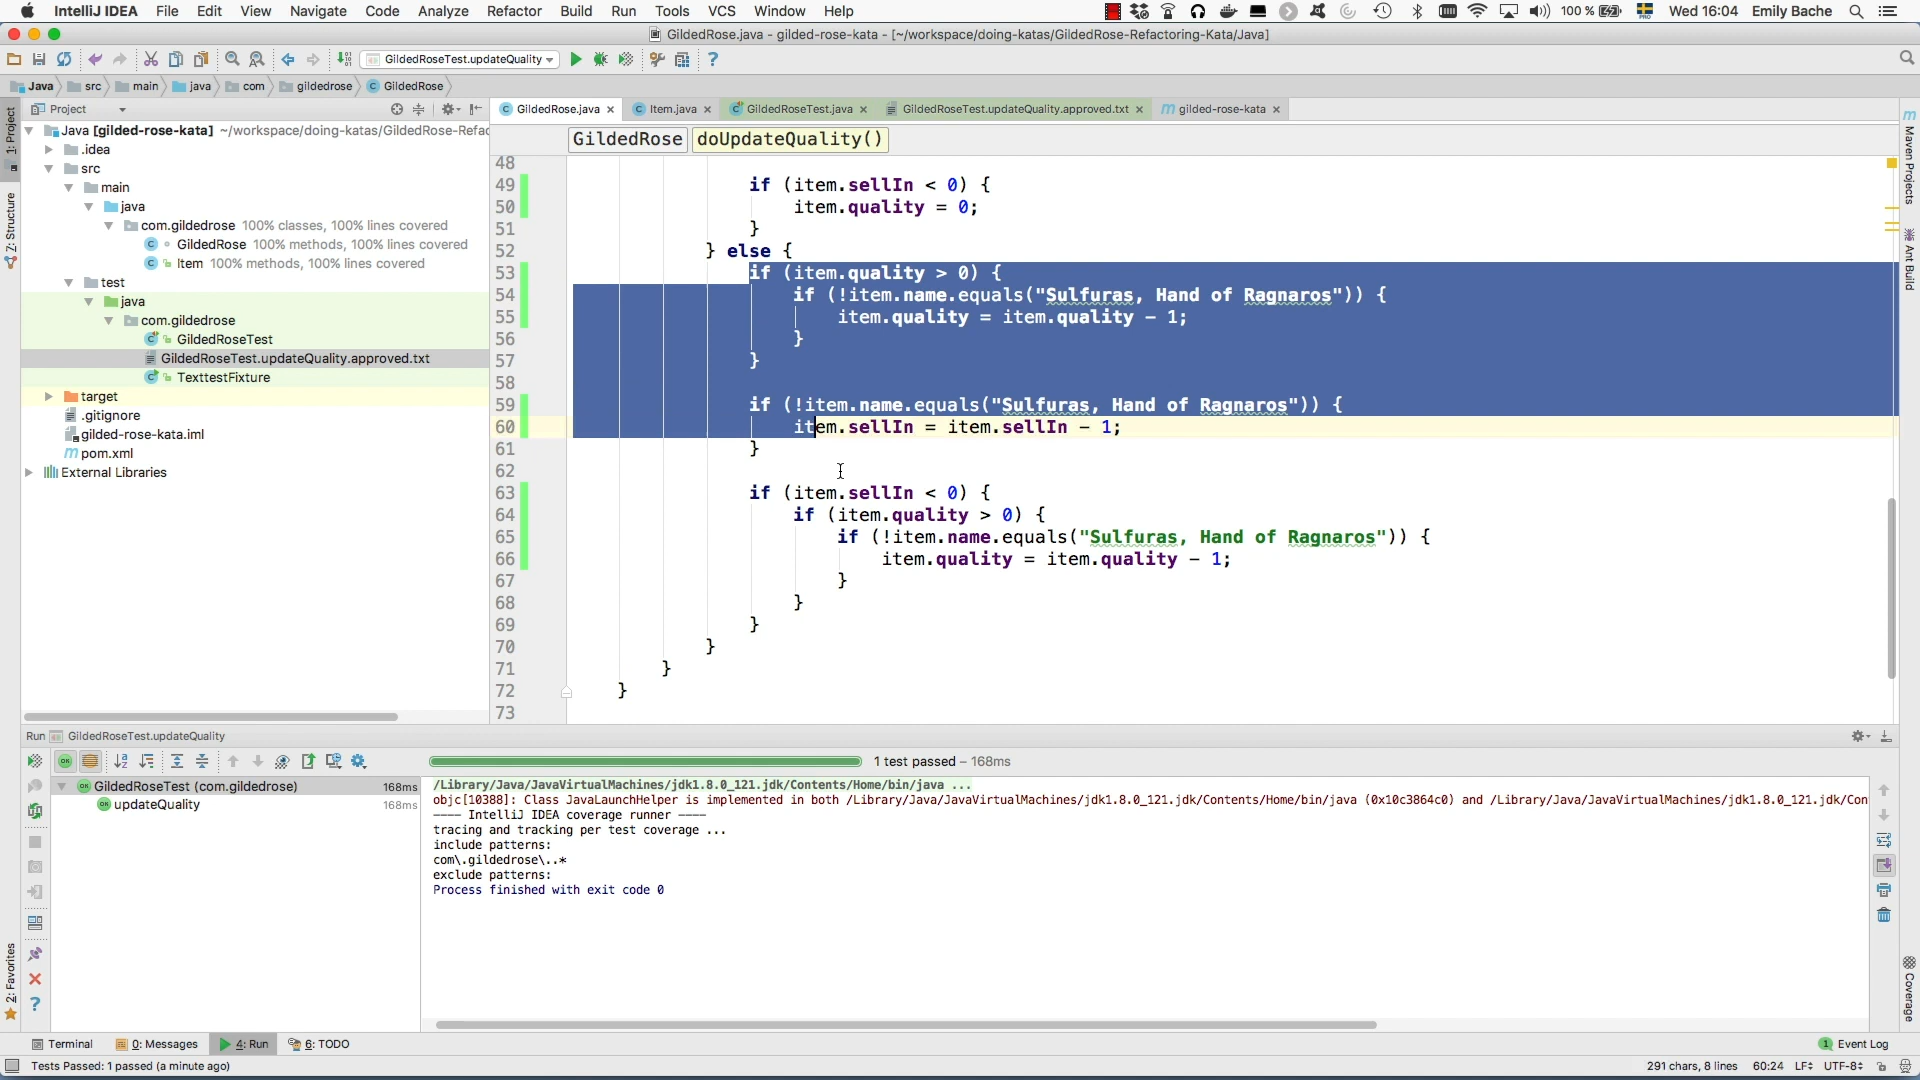 IntelliJ IDEA File Edit View Navigate Code Analyze Refactor Build Run Tools VCS Window Help 100% Wed 16:04 Emily Bache
GildedRose.java - gilded-rose-kata - [~/workspace/doing-katas/GildedRose-Refactoring-Kata/Java]
GildedRoseTest.updateQuality
Java src main java com gildedrose GildedRose
Project
GildedRose.java Item.java GildedRoseTest.java GildedRoseTest.updateQuality.approved.txt gilded-rose-kata
1: Project
Z: Structure
2: Favorites
Maven Projects
Ant Build
Coverage
Java [gilded-rose-kata] ~/workspace/doing-katas/GildedRose-Refac
.idea
src
main
java
com.gildedrose 100% classes, 100% lines covered
GildedRose 100% methods, 100% lines covered
Item 100% methods, 100% lines covered
test
java
com.gildedrose
GildedRoseTest
GildedRoseTest.updateQuality.approved.txt
TexttestFixture
target
.gitignore
gilded-rose-kata.iml
pom.xml
External Libraries
GildedRose doUpdateQuality()
48
49 if (item.sellIn < 0) {
50 item.quality = 0;
51 }
52 } else {
53 if (item.quality > 0) {
54 if (!item.name.equals("Sulfuras, Hand of Ragnaros")) {
55 item.quality = item.quality - 1;
56 }
57 }
58
59 if (!item.name.equals("Sulfuras, Hand of Ragnaros")) {
60 item.sellIn = item.sellIn - 1;
61 }
62
63 if (item.sellIn < 0) {
64 if (item.quality > 0) {
65 if (!item.name.equals("Sulfuras, Hand of Ragnaros")) {
66 item.quality = item.quality - 1;
67 }
68 }
69 }
70 }
71 }
72 }
73
Run GildedRoseTest.updateQuality
1 test passed – 168ms
GildedRoseTest (com.gildedrose) 168ms
updateQuality 168ms
/Library/Java/JavaVirtualMachines/jdk1.8.0_121.jdk/Contents/Home/bin/java ...
objc[10388]: Class JavaLaunchHelper is implemented in both /Library/Java/JavaVirtualMachines/jdk1.8.0_121.jdk/Contents/Home/bin/java (0x10c3864c0) and /Library/Java/JavaVirtualMachines/jdk1.8.0_121.jdk/Con
---- IntelliJ IDEA coverage runner ----
tracing and tracking per test coverage ...
include patterns:
com\.gildedrose\..*
exclude patterns:
Process finished with exit code 0
Terminal 0: Messages 4: Run 6: TODO 1 Event Log
Tests Passed: 1 passed (a minute ago) 291 chars, 8 lines 60:24 LF UTF-8